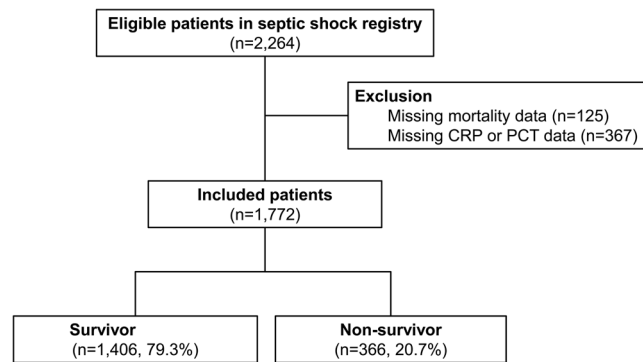 Eligible patients in septic shock registry
(n=2,264)
Exclusion
Missing mortality data (n=125)
Missing CRP or PCT data (n=367)
Included patients
(n=1,772)
Survivor
(n=1,406, 79.3%)
Non-survivor
(n=366, 20.7%)